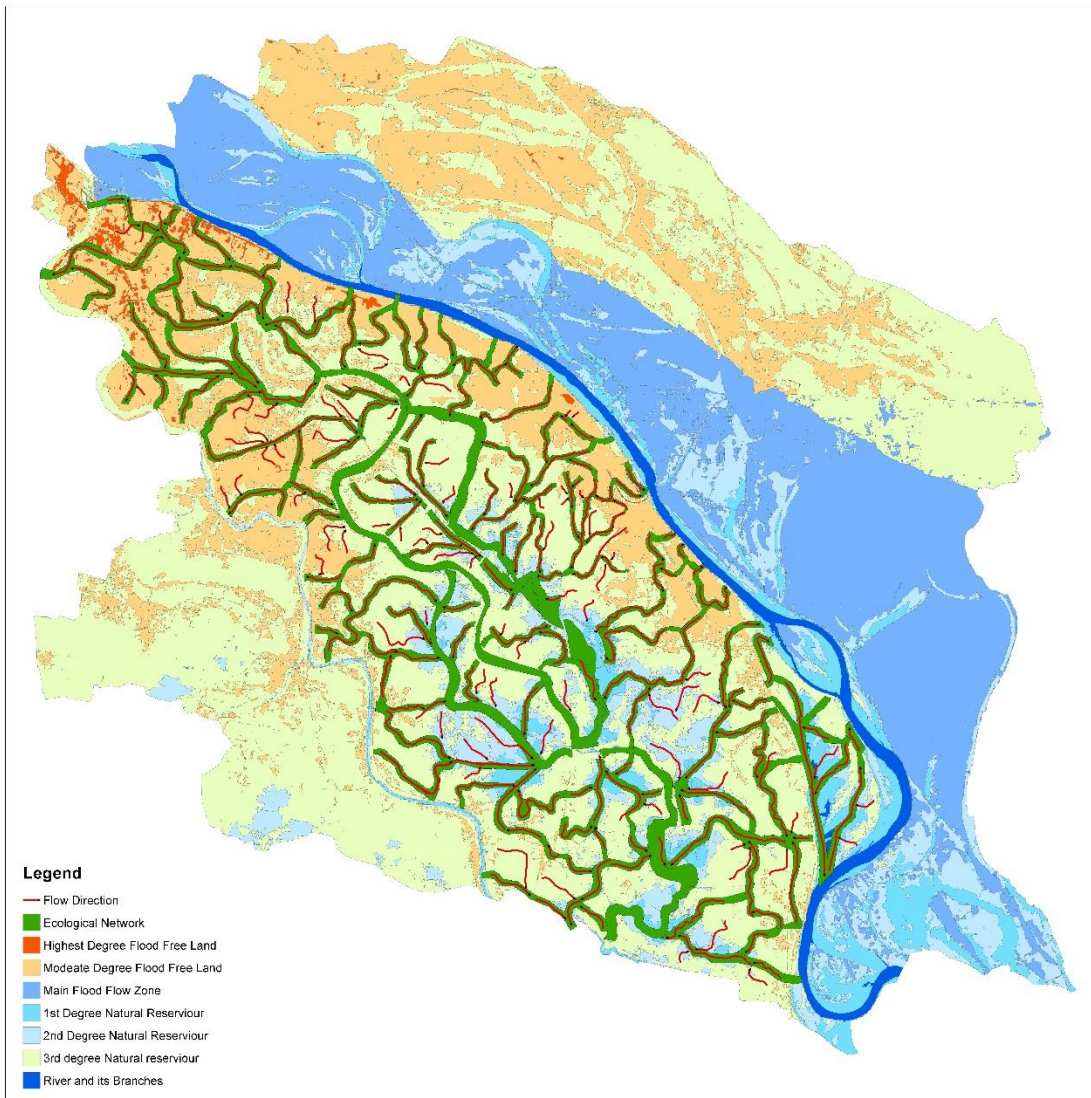 Legend
Flow Direction
Ecological Network
Highest Degree Flood Free Land
Modeate Degree Flood Free Land
Main Flood Flow Zone
1st Degree Natural Reserviour
2nd Degree Natural Reserviour
3rd degree Natural reserviour
River and its Branches